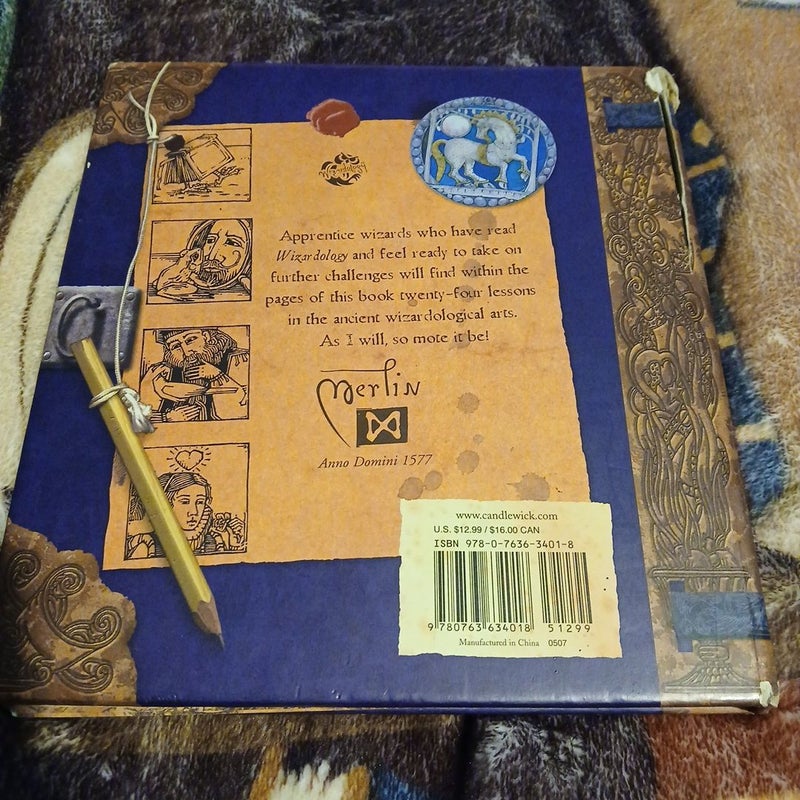 Wizardology
Apprentice wizards who have read
Wizardology and feel ready to take on
further challenges will find within the
pages of this book twenty-four lessons
in the ancient wizardological arts.
As I will, so mote it be!
Merlin
Anno Domini 1577
www.candlewick.com
U.S. $12.99 / $16.00 CAN
ISBN 978-0-7636-3401-8
9 780763 634018 51299
Manufactured in China 0507